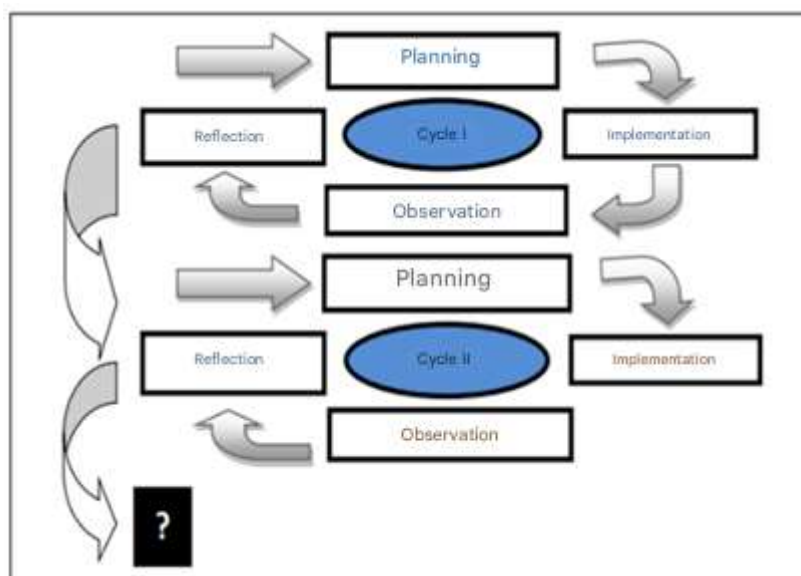 Planning
Reflection
Cycle I
Implementation
Observation
Planning
Reflection
Cycle II
Implementation
Observation
?